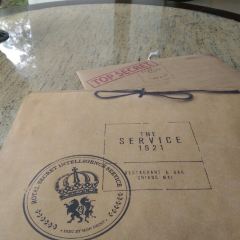 TOP SECRET
THE
SERVICE
1921
RESTAURANT & BAR
CHIANG MAI
ROYAL SECRET INTELLIGENCE SERVICE